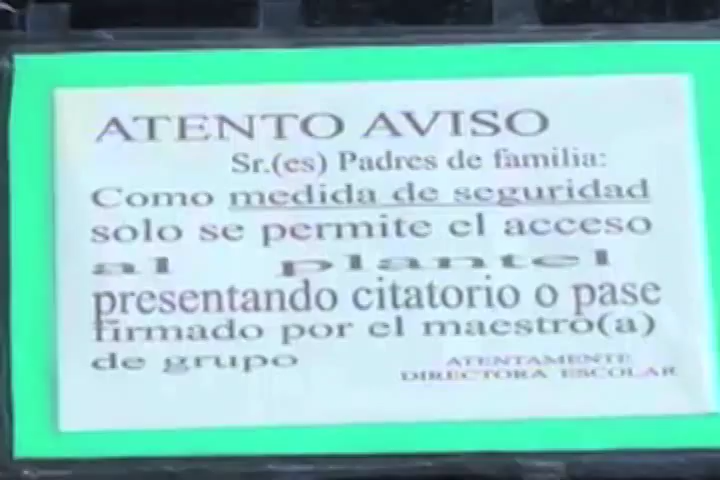 ATENTO AVISO
Sr.(es) Padres de familia:
Como medida de seguridad
solo se permite el acceso
al plantel
presentando citatorio o pase
firmado por el maestro(a)
de grupo
ATENTAMENTE
DIRECTORA ESCOLAR